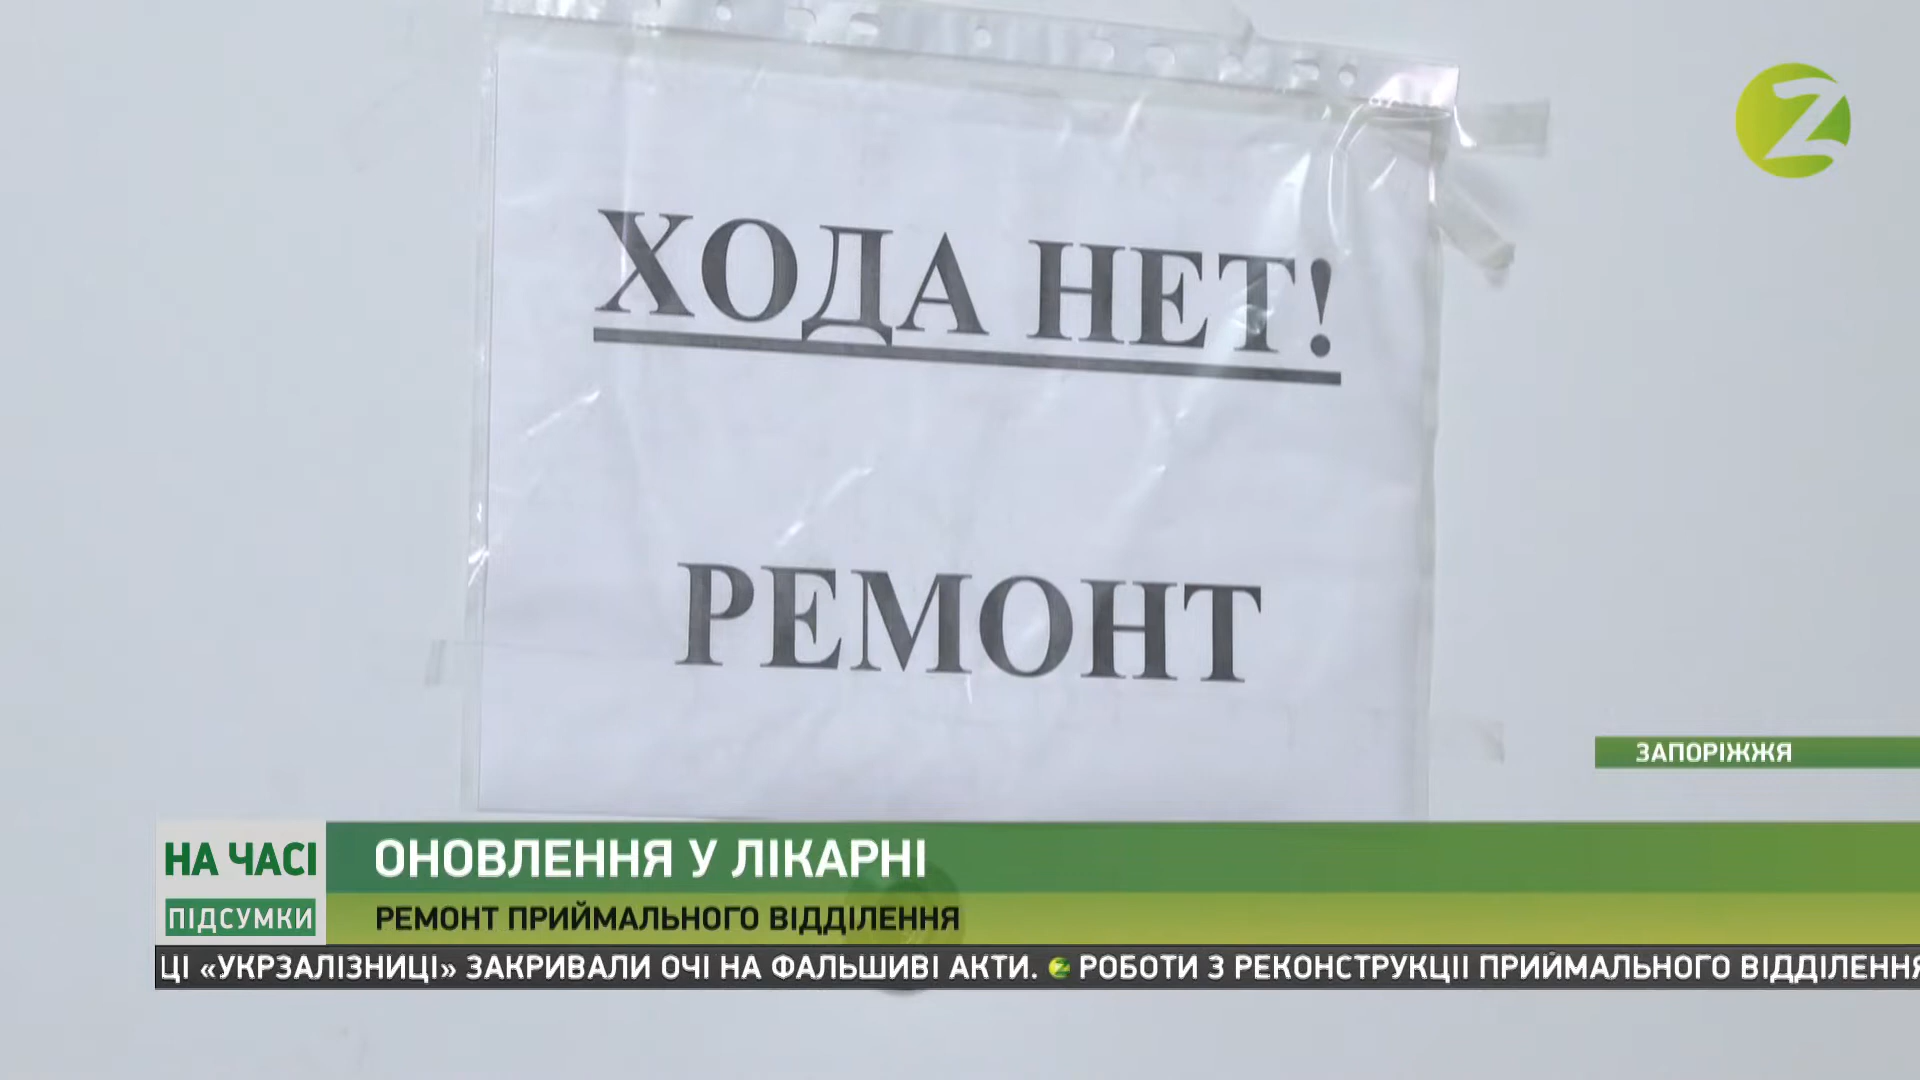 ХОДА НЕТ!
РЕМОНТ
ЗАПОРІЖЖЯ
НА ЧАСІ
ПІДСУМКИ
ОНОВЛЕННЯ У ЛІКАРНІ
РЕМОНТ ПРИЙМАЛЬНОГО ВІДДІЛЕННЯ
ЦІ «УКРЗАЛІЗНИЦІ» ЗАКРИВАЛИ ОЧІ НА ФАЛЬШИВІ АКТИ. РОБОТИ З РЕКОНСТРУКЦІІ ПРИЙМАЛЬНОГО ВІДДІЛЕННЯ